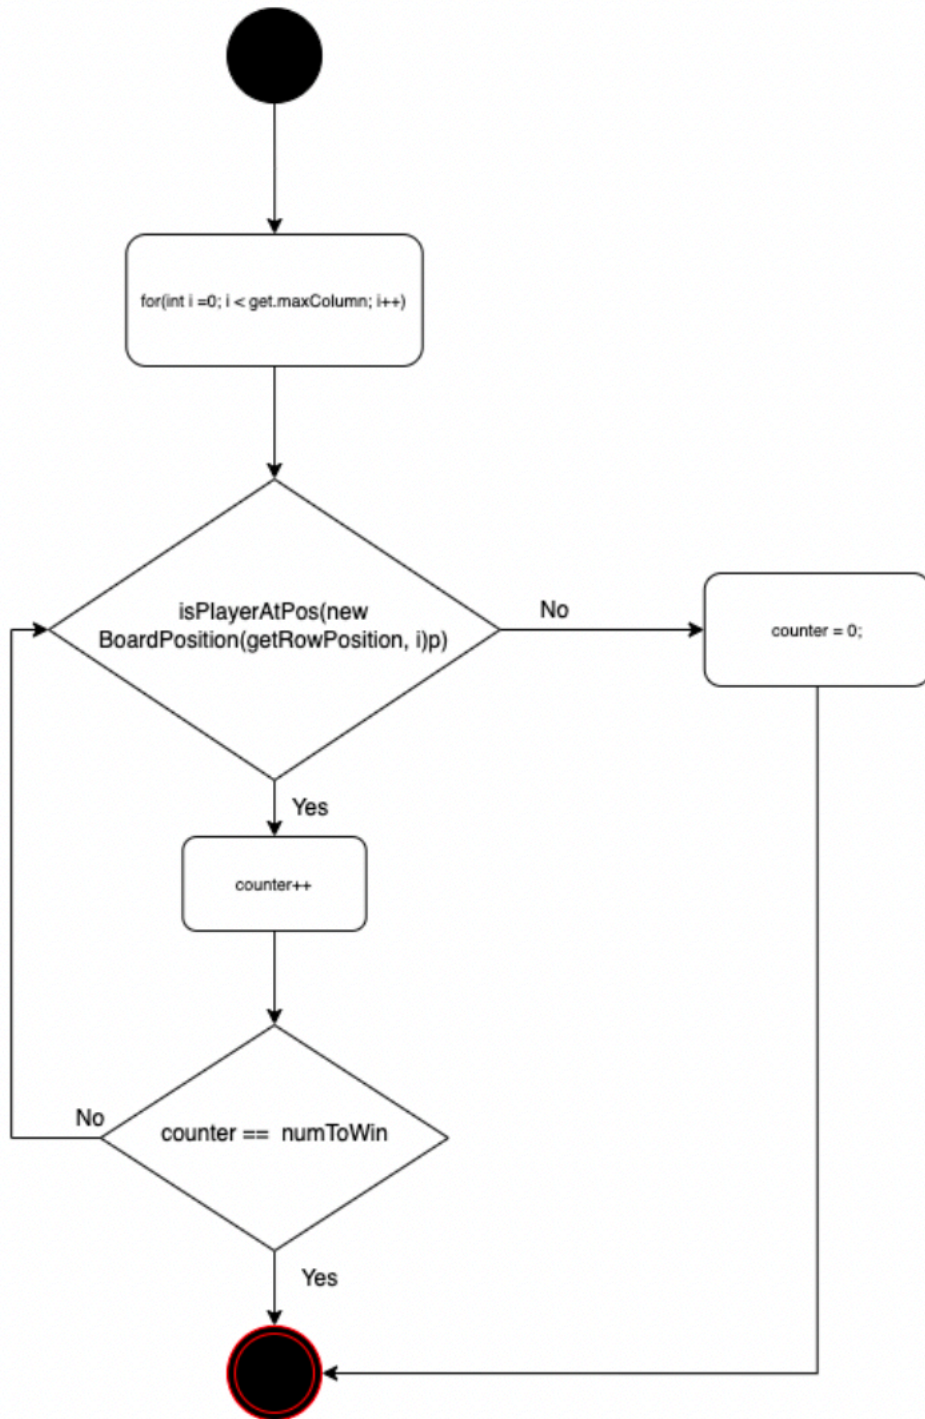 for(int i =0; i < get.maxColumn; i++)
isPlayerAtPos(new
BoardPosition(getRowPosition, i)p)
No
counter = 0;
Yes
counter++
No
counter == numToWin
Yes